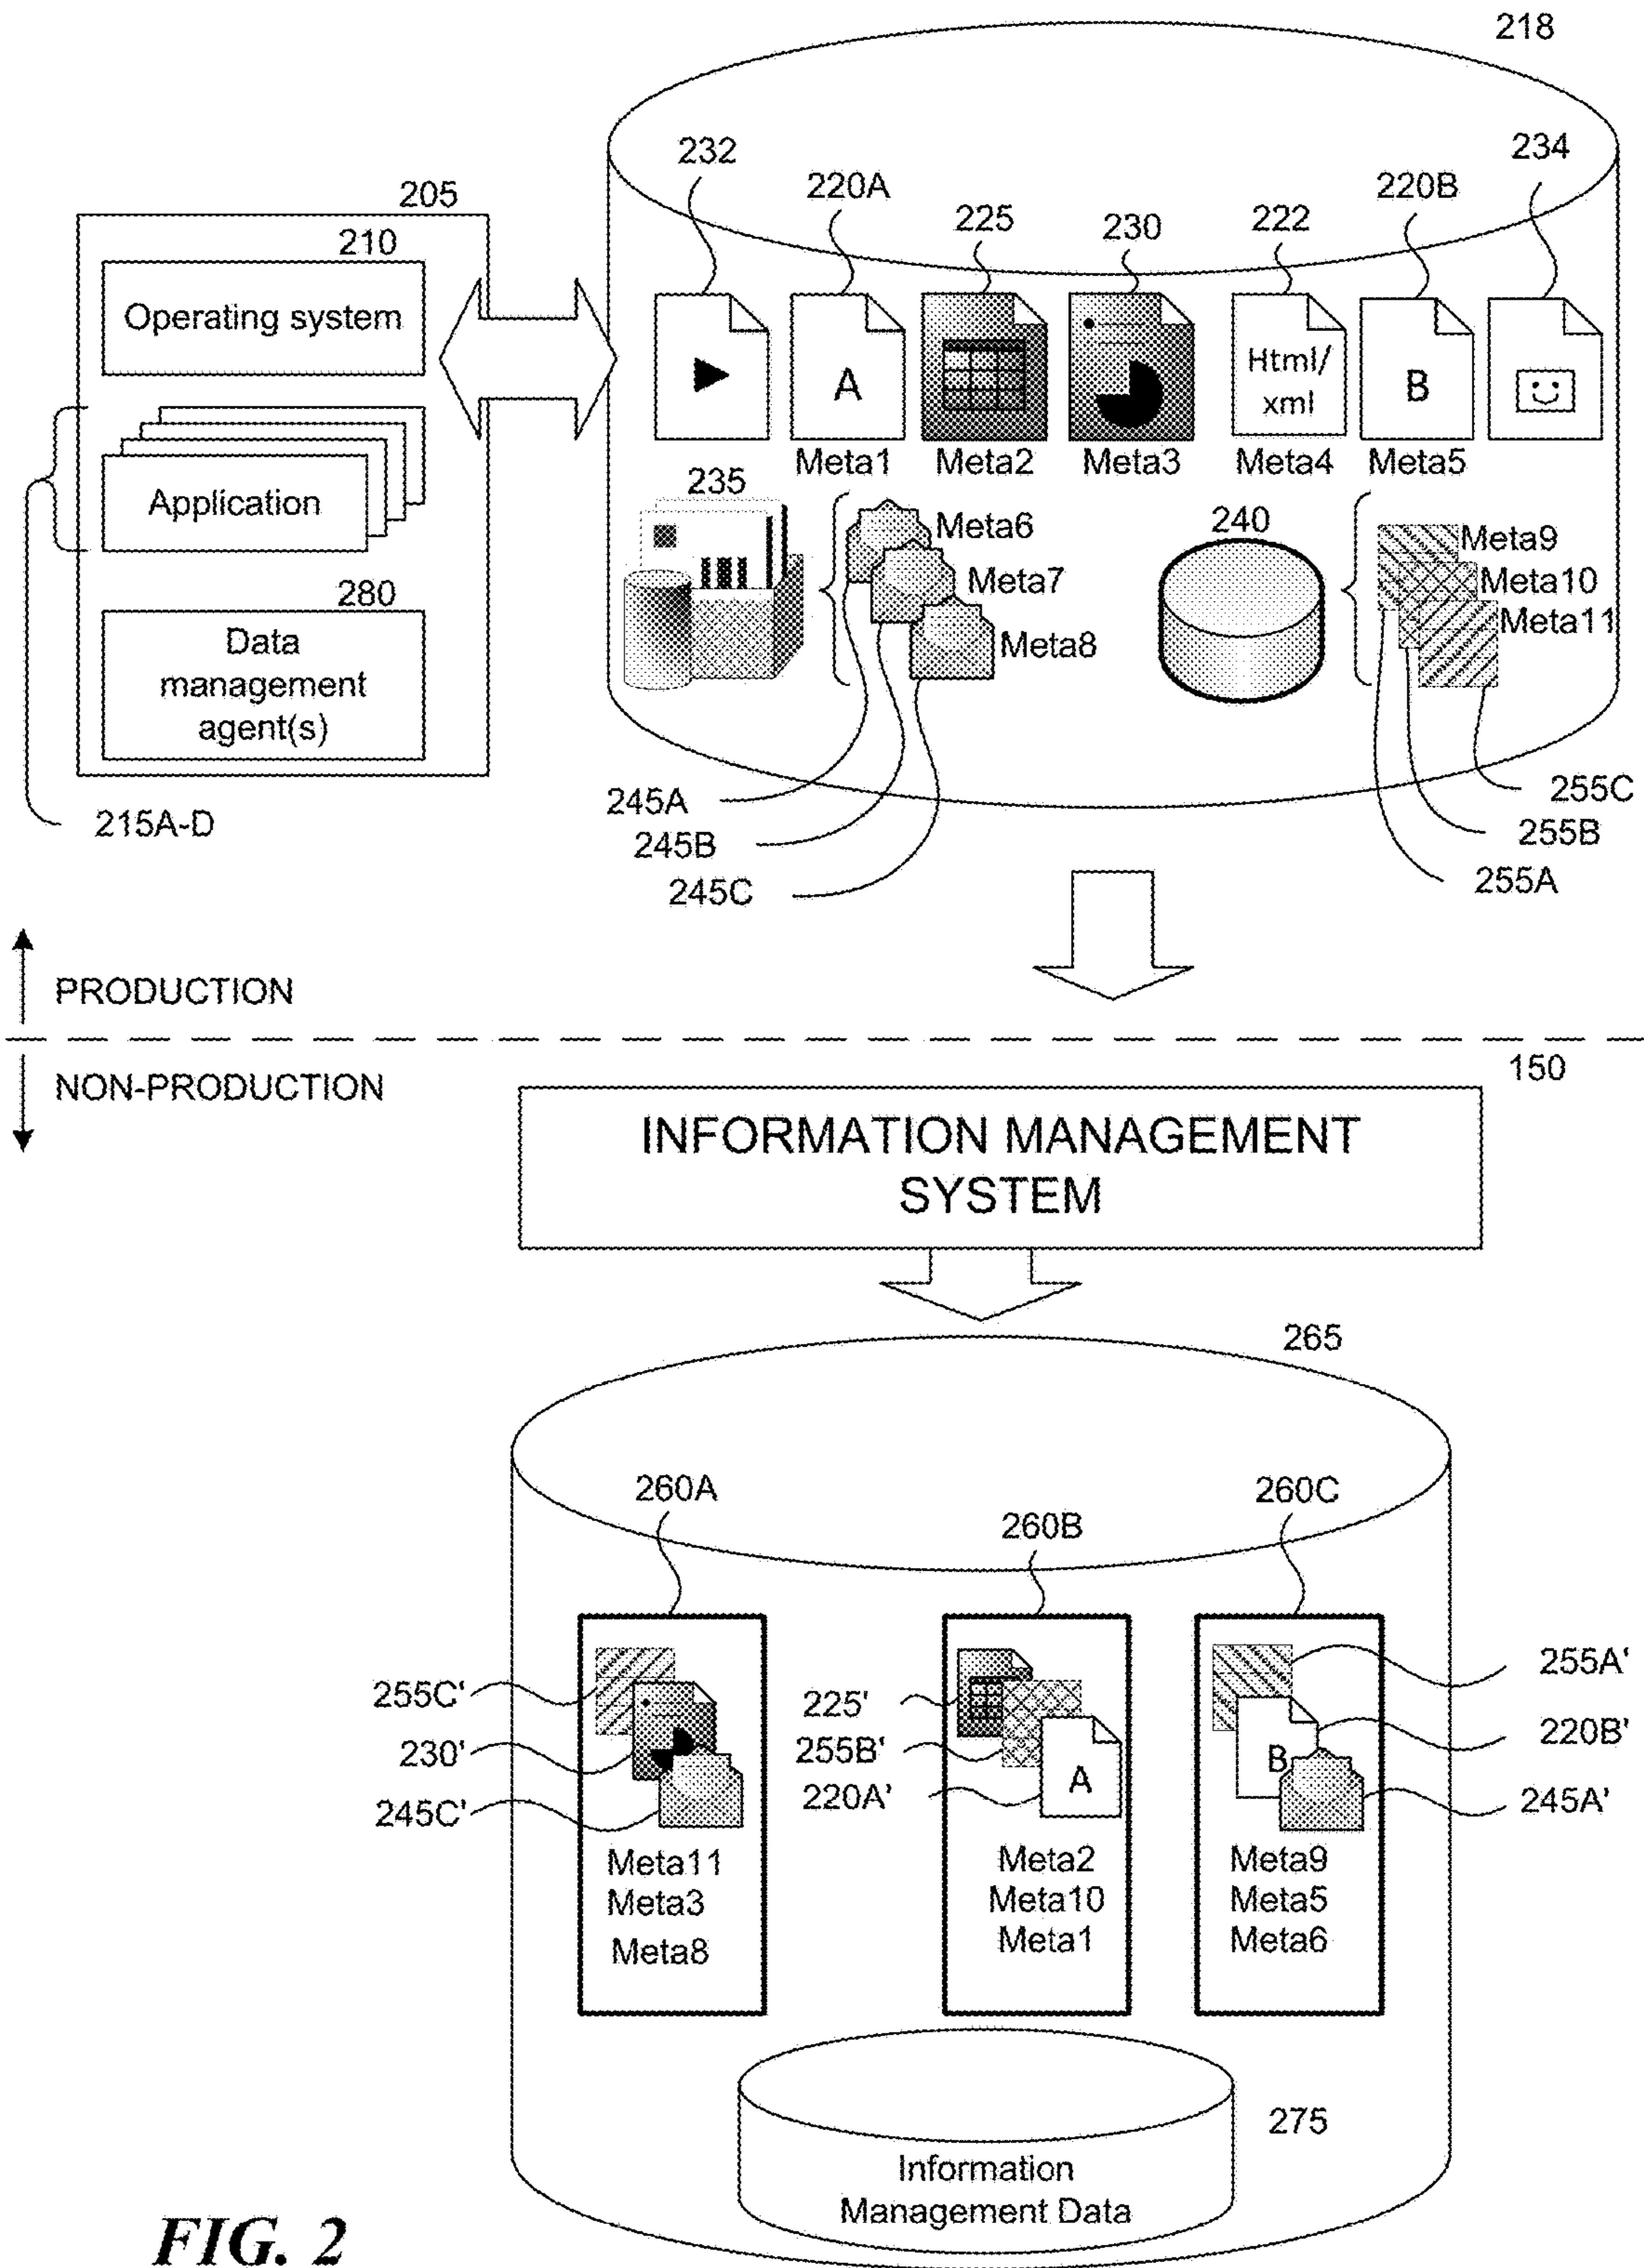 218
232
234
220A
220B
205
225
230
222
210
Operating system
A
Html/
xml
B
Meta1
Meta2
Meta3
Meta4
Meta5
235
Application
Meta6
240
Meta9
Meta7
Meta10
280
Meta11
Data
management
agent(s)
Meta8
245A
255C
215A-D
255B
245B
255A
245C
PRODUCTION
150
NON-PRODUCTION
INFORMATION MANAGEMENT
SYSTEM
265
260A
260C
260B
255C'
225'
255A'
230'
255B'
220B'
B
A
220A'
245C'
245A'
Meta11
Meta3
Meta8
Meta2
Meta10
Meta1
Meta9
Meta5
Meta6
275
Information
Management Data
FIG. 2